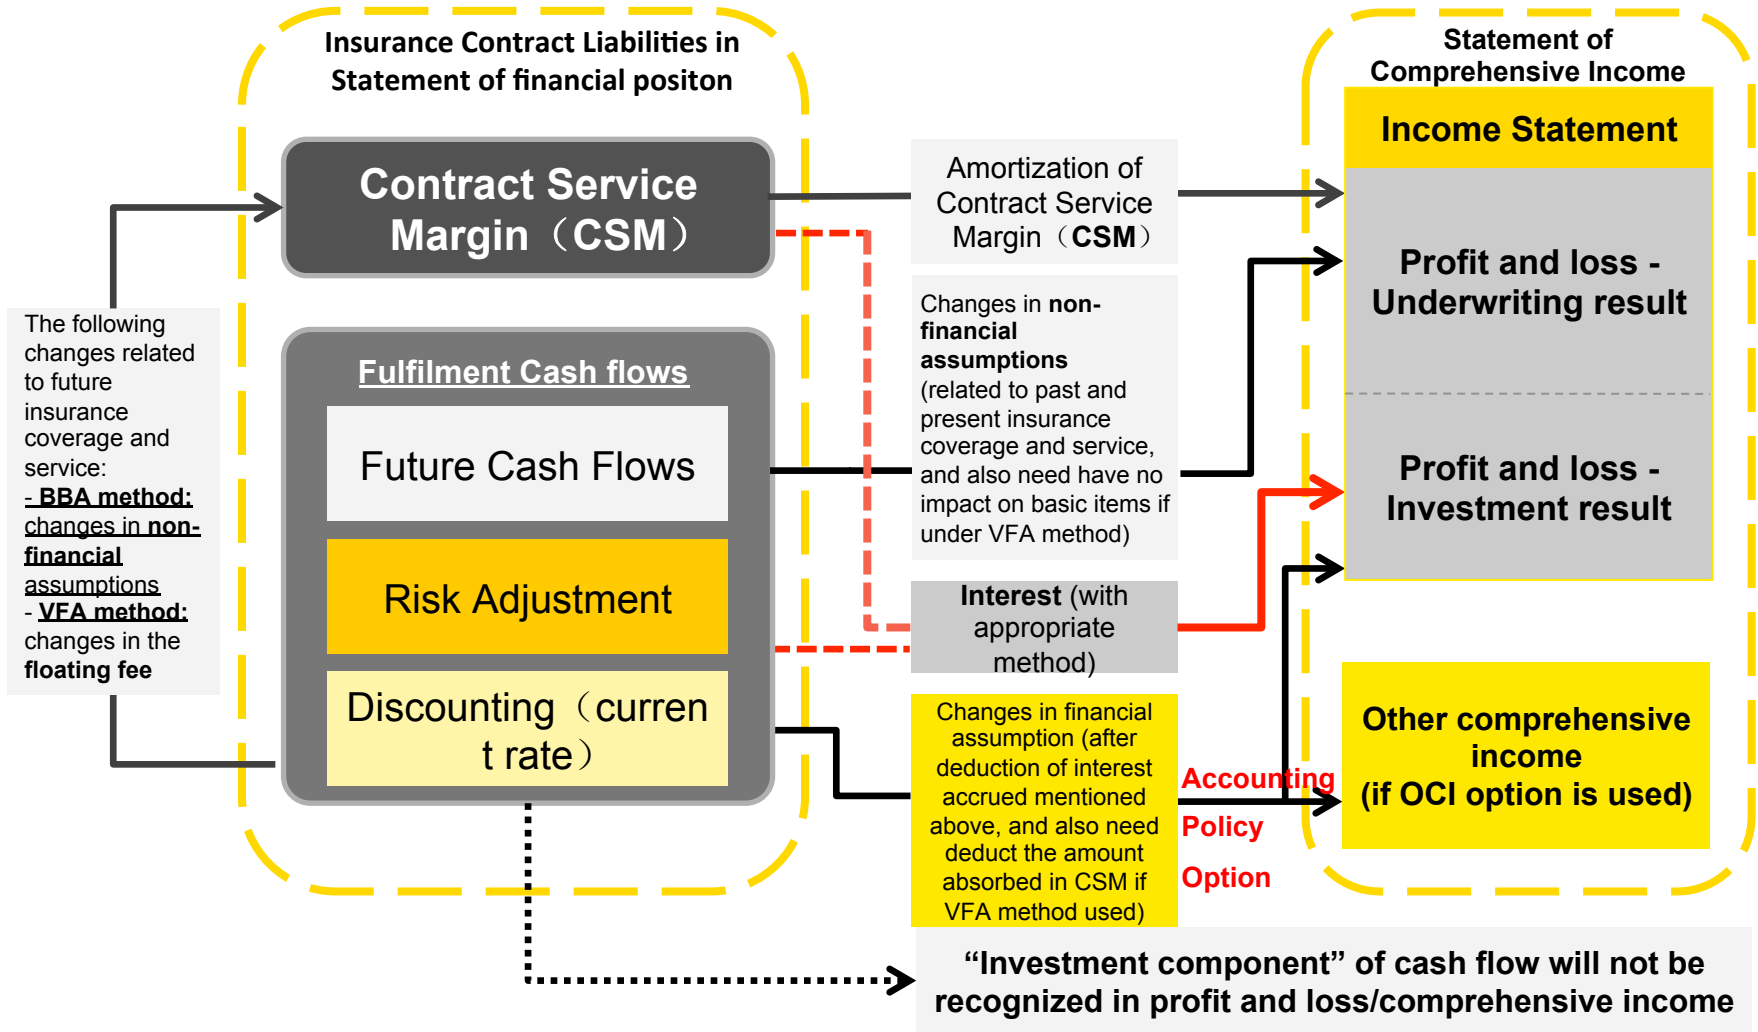 Insurance Contract Liabilities in
Statement of financial positon
Contract Service
Margin（CSM）
The following
changes related
to future
insurance
coverage and
service:
- BBA method:
changes in non-
financial
assumptions
- VFA method:
changes in the
floating fee
Fulfilment Cash flows
Future Cash Flows
Risk Adjustment
Discounting（curren
t rate）
Amortization of
Contract Service
Margin（CSM）
Changes in non-
financial
assumptions
(related to past and
present insurance
coverage and service,
and also need have no
impact on basic items if
under VFA method)
Interest (with
appropriate
method)
Changes in financial
assumption (after
deduction of interest
accrued mentioned
above, and also need
deduct the amount
absorbed in CSM if
VFA method used)
Accounting
Policy
Option
Statement of
Comprehensive Income
Income Statement
Profit and loss -
Underwriting result
Profit and loss -
Investment result
Other comprehensive
income
(if OCI option is used)
“Investment component” of cash flow will not be
recognized in profit and loss/comprehensive income